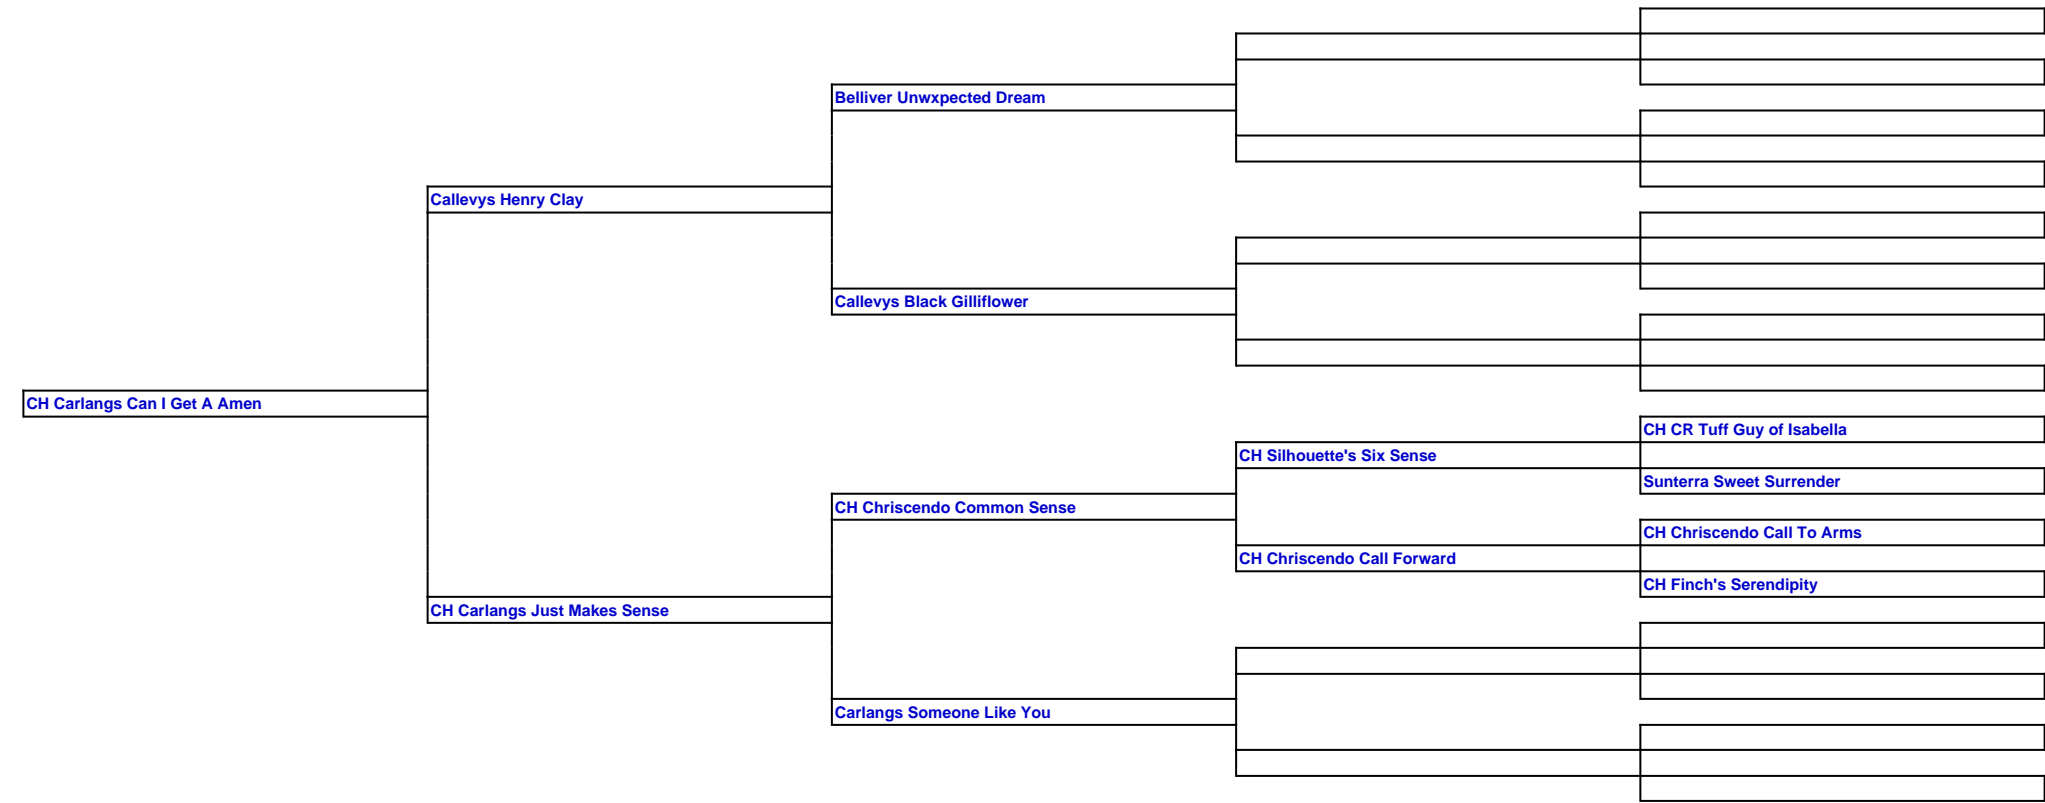 Belliver Unwxpected Dream
Callevys Henry Clay
Callevys Black Gilliflower
CH Carlangs Can I Get A Amen
CH CR Tuff Guy of Isabella
CH Silhouette's Six Sense
Sunterra Sweet Surrender
CH Chriscendo Common Sense
CH Chriscendo Call To Arms
CH Chriscendo Call Forward
CH Finch's Serendipity
CH Carlangs Just Makes Sense
Carlangs Someone Like You